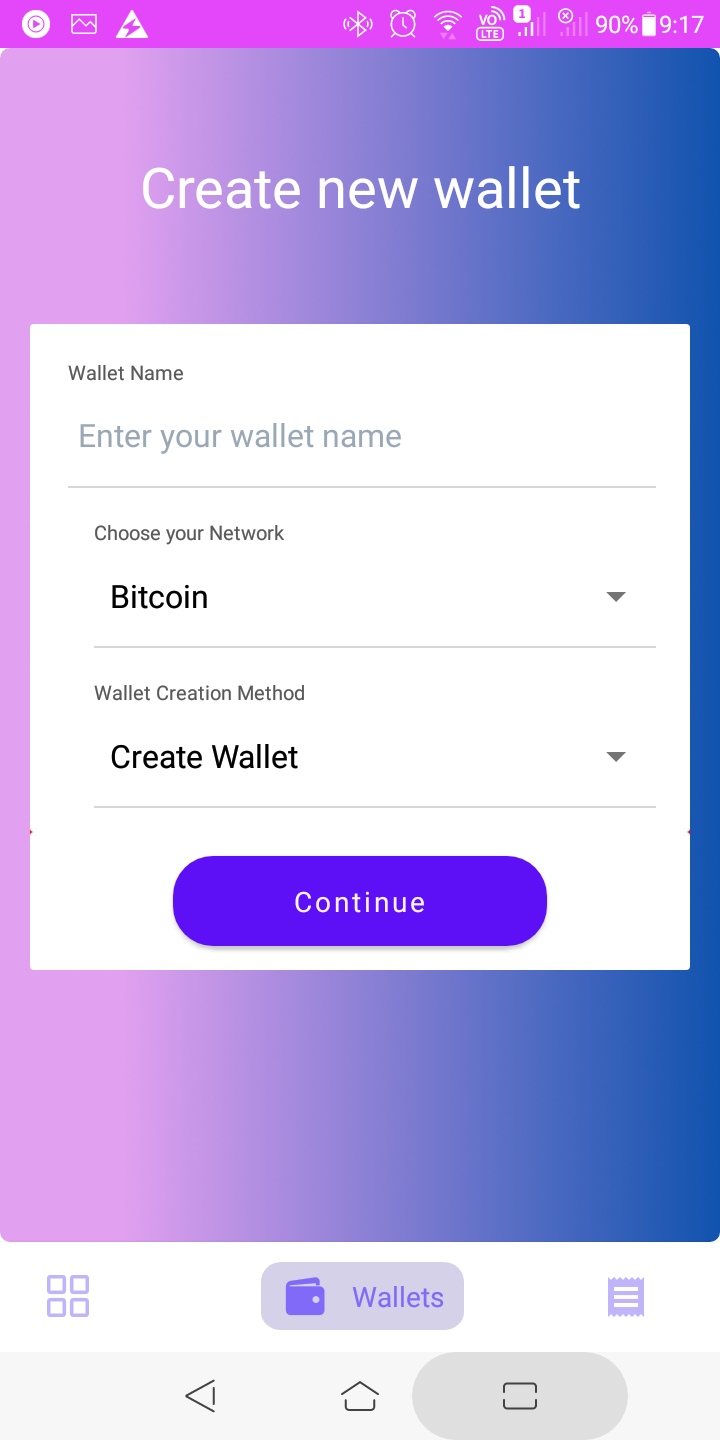 VO LTE 1 90% 9:17
Create new wallet
Wallet Name
Enter your wallet name
Choose your Network
Bitcoin
Wallet Creation Method
Create Wallet
Continue
Wallets